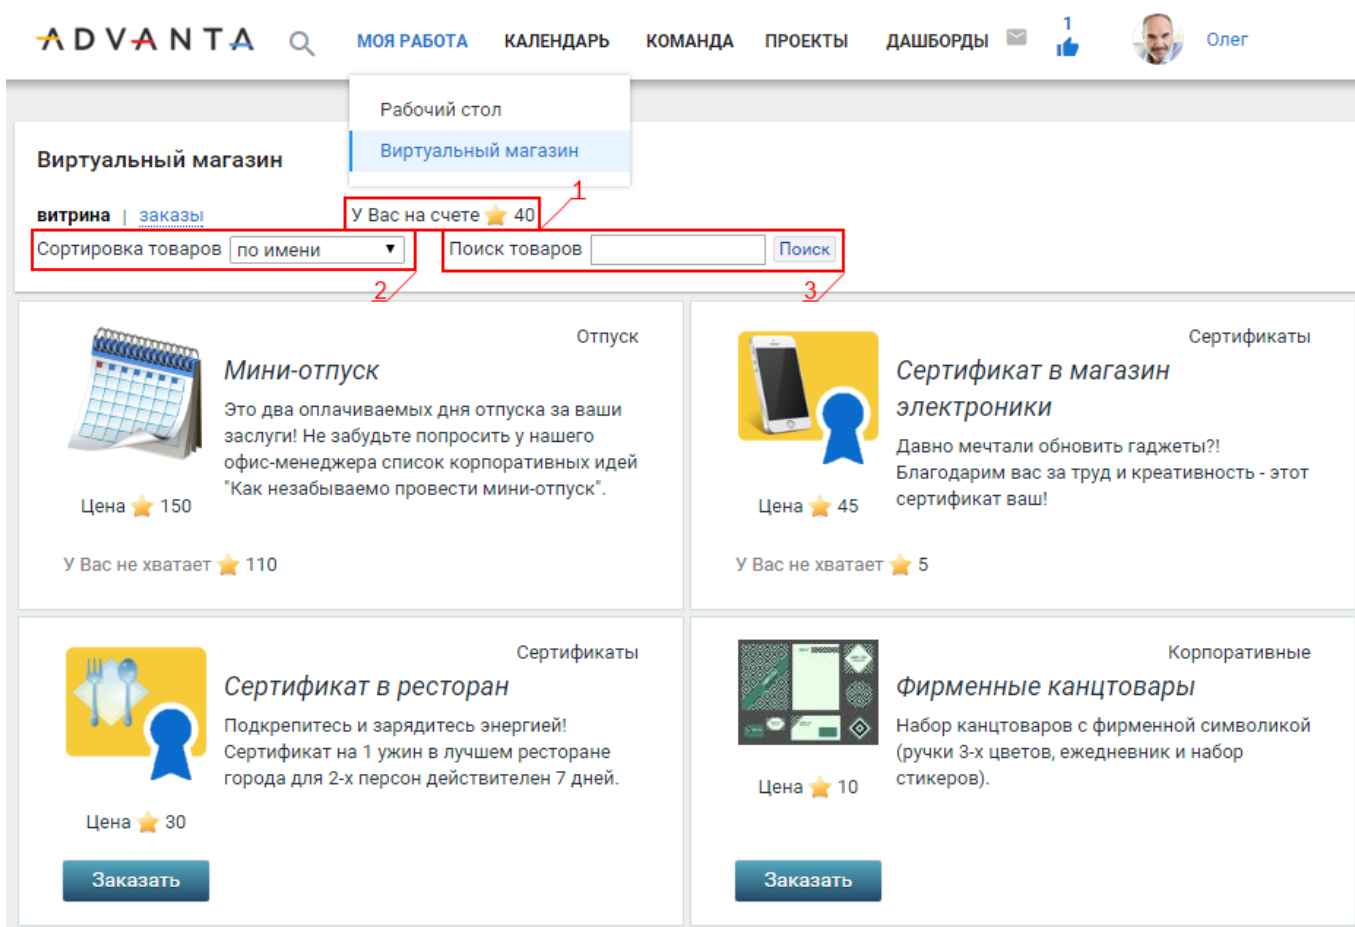 ADVANTA
МОЯ РАБОТА КАЛЕНДАРЬ КОМАНДА ПРОЕКТЫ ДАШБОРДЫ 1 Олег
Рабочий стол
Виртуальный магазин
Виртуальный магазин
1
витрина | заказы У Вас на счете 40
Сортировка товаров по имени Поиск товаров Поиск
2 3
Отпуск
Мини-отпуск
Это два оплачиваемых дня отпуска за ваши
заслуги! Не забудьте попросить у нашего
офис-менеджера список корпоративных идей
"Как незабываемо провести мини-отпуск".
Цена 150
У Вас не хватает 110
Сертификаты
Сертификат в магазин
электроники
Давно мечтали обновить гаджеты?!
Благодарим вас за труд и креативность - этот
сертификат ваш!
Цена 45
У Вас не хватает 5
Сертификаты
Сертификат в ресторан
Подкрепитесь и зарядитесь энергией!
Сертификат на 1 ужин в лучшем ресторане
города для 2-х персон действителен 7 дней.
Цена 30
Заказать
Корпоративные
Фирменные канцтовары
Набор канцтоваров с фирменной символикой
(ручки 3-х цветов, ежедневник и набор
стикеров).
Цена 10
Заказать